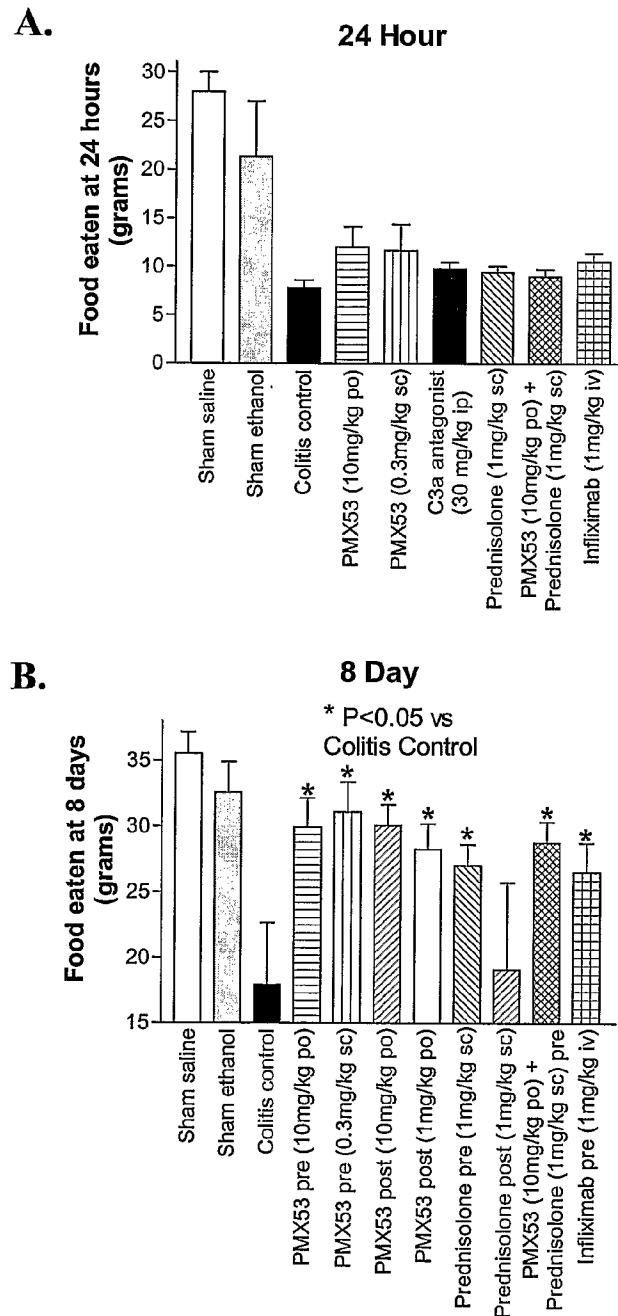 A.
24 Hour
Food eaten at 24 hours
(grams)
30
25
20
15
10
5
0
Sham saline
Sham ethanol
Colitis control
PMX53 (10mg/kg po)
PMX53 (0.3mg/kg sc)
C3a antagonist
(30 mg/kg ip)
Prednisolone (1mg/kg sc)
PMX53 (10mg/kg po) +
Prednisolone (1mg/kg sc)
Infliximab (1mg/kg iv)
B.
8 Day
* P<0.05 vs
Colitis Control
Food eaten at 8 days
(grams)
35
30
25
20
15
* * * * * * *
Sham saline
Sham ethanol
Colitis control
PMX53 pre (10mg/kg po)
PMX53 pre (0.3mg/kg sc)
PMX53 post (10mg/kg po)
PMX53 post (1mg/kg po)
Prednisolone pre (1mg/kg sc)
Prednisolone post (1mg/kg sc)
PMX53 (10mg/kg po) +
Prednisolone (1mg/kg sc) pre
Infliximab pre (1mg/kg iv)